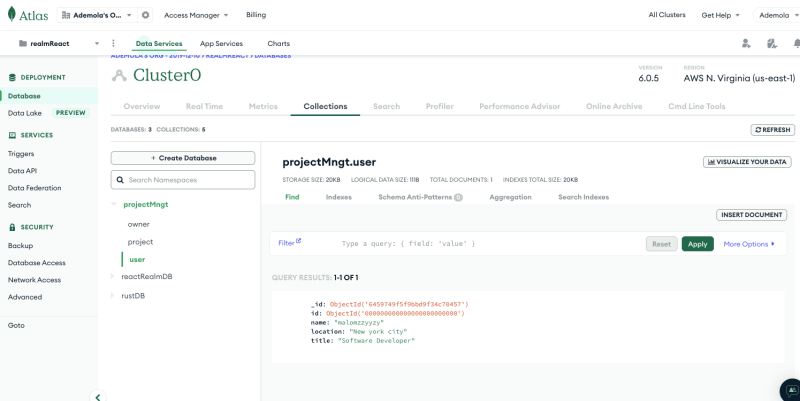 Atlas
Ademola's O...
Access Manager
Billing
All Clusters
Get Help
Ademola
realmReact
Data Services
App Services
Charts
DEPLOYMENT
Database
Data Lake
PREVIEW
SERVICES
Triggers
Data API
Data Federation
Search
SECURITY
Backup
Database Access
Network Access
Advanced
Goto
ADEMOLA'S ORG - 2019-12-10 > REALMREACT > DATABASES
Cluster0
VERSION
6.0.5
REGION
AWS N. Virginia (us-east-1)
Overview
Real Time
Metrics
Collections
Search
Profiler
Performance Advisor
Online Archive
Cmd Line Tools
DATABASES: 3 COLLECTIONS: 5
REFRESH
+ Create Database
Search Namespaces
projectMngt
owner
project
user
reactRealmDB
rustDB
projectMngt.user
VISUALIZE YOUR DATA
STORAGE SIZE: 20KB LOGICAL DATA SIZE: 111B TOTAL DOCUMENTS: 1 INDEXES TOTAL SIZE: 20KB
Find
Indexes
Schema Anti-Patterns 0
Aggregation
Search Indexes
INSERT DOCUMENT
Filter
Type a query: { field: 'value' }
Reset
Apply
More Options
QUERY RESULTS: 1-1 OF 1
_id: ObjectId('6459749f5f9bbd9f34c70457')
id: ObjectId('000000000000000000000000')
name: "malomzzyyzy"
location: "New york city"
title: "Software Developer"